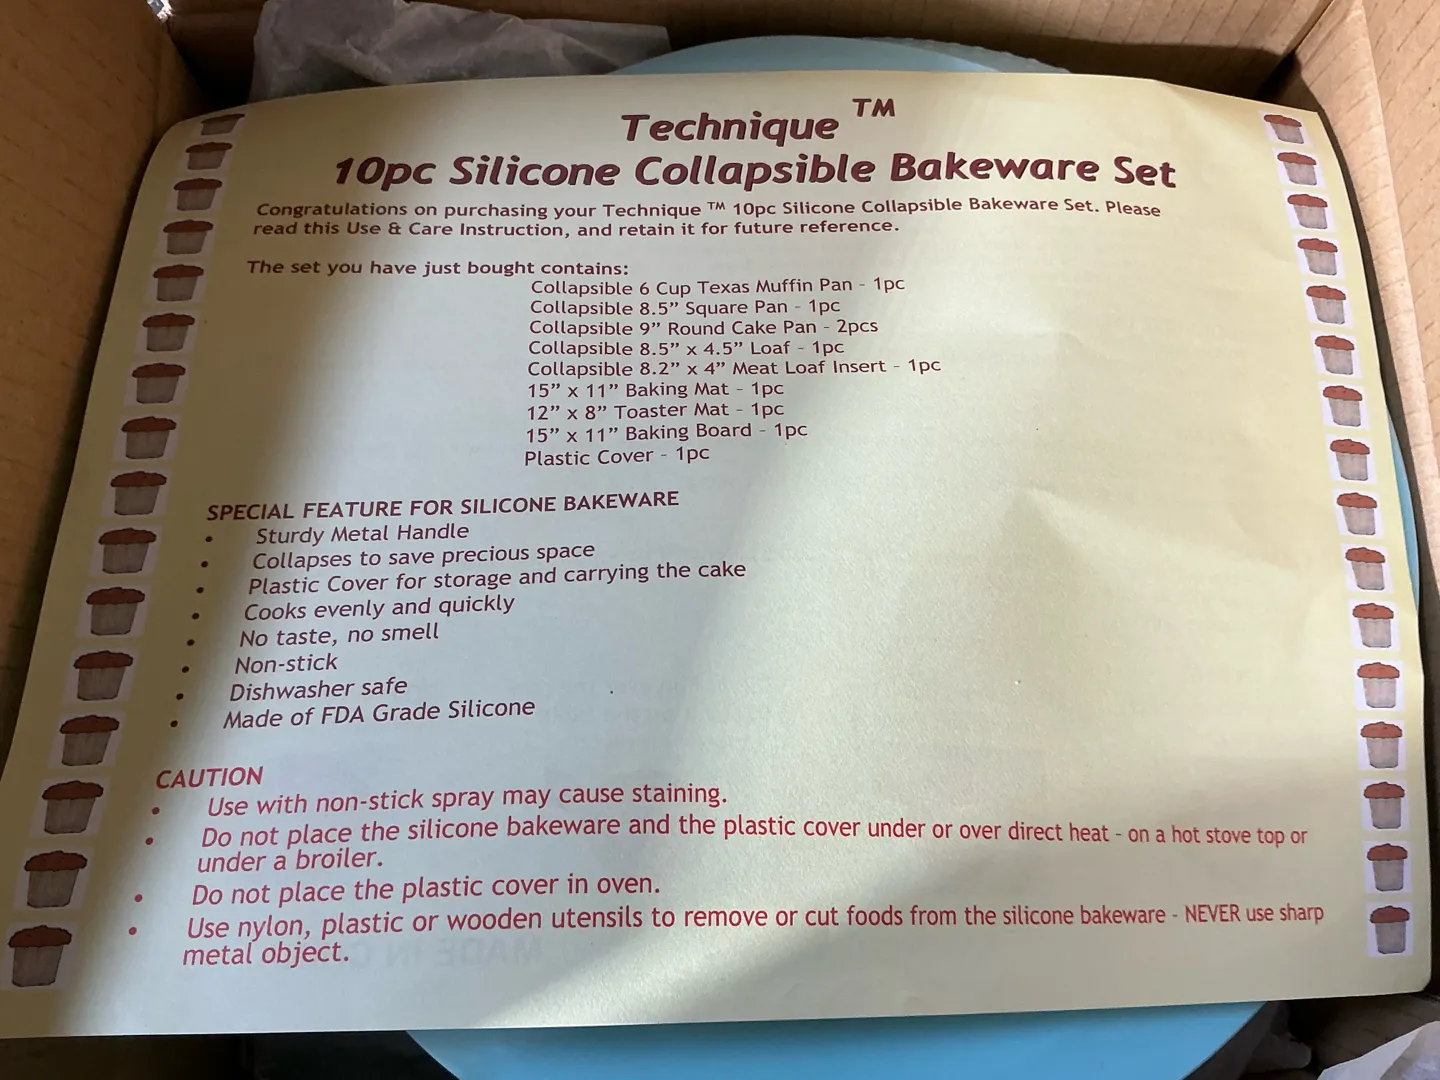 Technique ™
10pc Silicone Collapsible Bakeware Set
Congratulations on purchasing your Technique ™ 10pc Silicone Collapsible Bakeware Set. Please
read this Use & Care Instruction, and retain it for future reference.
The set you have just bought contains:
Collapsible 6 Cup Texas Muffin Pan - 1pc
Collapsible 8.5” Square Pan - 1pc
Collapsible 9” Round Cake Pan - 2pcs
Collapsible 8.5” x 4.5” Loaf - 1pc
Collapsible 8.2” x 4” Meat Loaf Insert - 1pc
15” x 11” Baking Mat - 1pc
12” x 8” Toaster Mat - 1pc
15” x 11” Baking Board - 1pc
Plastic Cover - 1pc
SPECIAL FEATURE FOR SILICONE BAKEWARE
• Sturdy Metal Handle
• Collapses to save precious space
• Plastic Cover for storage and carrying the cake
• Cooks evenly and quickly
• No taste, no smell
• Non-stick
• Dishwasher safe
• Made of FDA Grade Silicone
CAUTION
• Use with non-stick spray may cause staining.
• Do not place the silicone bakeware and the plastic cover under or over direct heat - on a hot stove top or
under a broiler.
• Do not place the plastic cover in oven.
• Use nylon, plastic or wooden utensils to remove or cut foods from the silicone bakeware - NEVER use sharp
metal object.